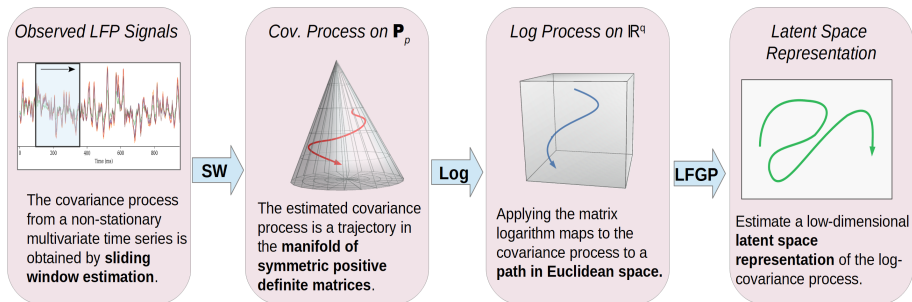 Observed LFP Signals
0 200 400 600 800
Time (ms)
The covariance process
from a non-stationary
multivariate time series is
obtained by sliding
window estimation.
SW
Cov. Process on P_p
The estimated covariance
process is a trajectory in
the manifold of
symmetric positive
definite matrices.
Log
Log Process on ℝ^q
Applying the matrix
logarithm maps to the
covariance process to a
path in Euclidean space.
LFGP
Latent Space
Representation
Estimate a low-dimensional
latent space
representation of the log-
covariance process.